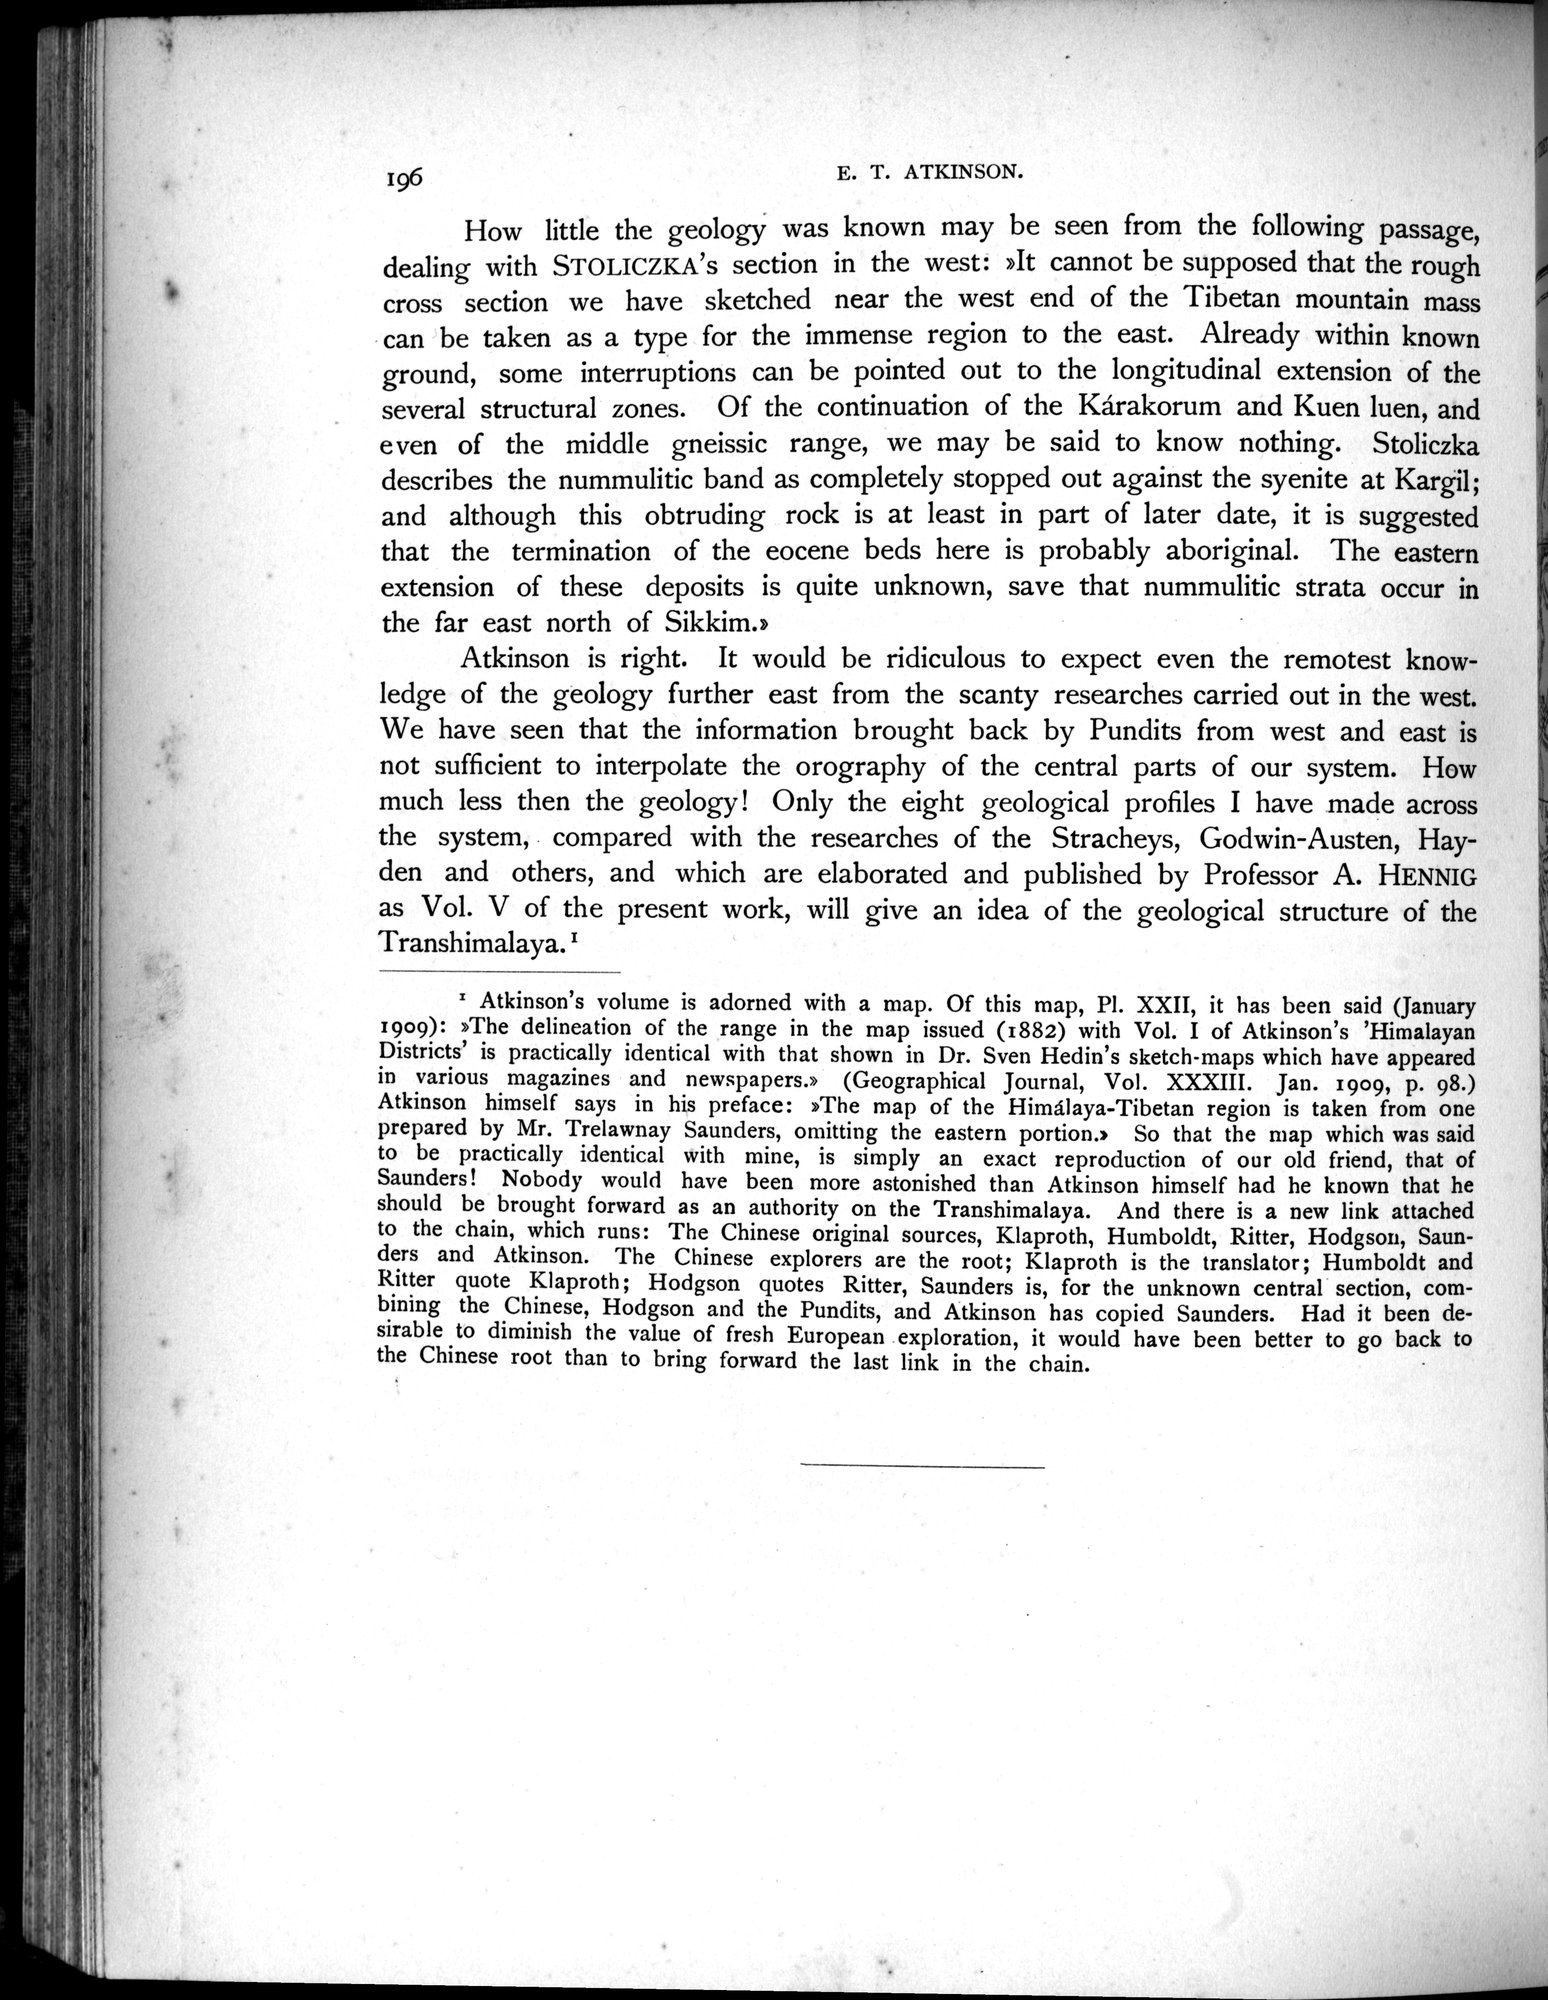 196
E. T. ATKINSON.
How little the geology was known may be seen from the following passage,
dealing with STOLICZKA's section in the west: »It cannot be supposed that the rough
cross section we have sketched near the west end of the Tibetan mountain mass
can be taken as a type for the immense region to the east. Already within known
ground, some interruptions can be pointed out to the longitudinal extension of the
several structural zones. Of the continuation of the Kárakorum and Kuen luen, and
even of the middle gneissic range, we may be said to know nothing. Stoliczka
describes the nummulitic band as completely stopped out against the syenite at Kargil;
and although this obtruding rock is at least in part of later date, it is suggested
that the termination of the eocene beds here is probably aboriginal. The eastern
extension of these deposits is quite unknown, save that nummulitic strata occur in
the far east north of Sikkim.»
Atkinson is right. It would be ridiculous to expect even the remotest know-
ledge of the geology further east from the scanty researches carried out in the west.
We have seen that the information brought back by Pundits from west and east is
not sufficient to interpolate the orography of the central parts of our system. How
much less then the geology! Only the eight geological profiles I have made across
the system, compared with the researches of the Stracheys, Godwin-Austen, Hay-
den and others, and which are elaborated and published by Professor A. HENNIG
as Vol. V of the present work, will give an idea of the geological structure of the
Transhimalaya.¹
¹ Atkinson's volume is adorned with a map. Of this map, Pl. XXII, it has been said (January
1909): »The delineation of the range in the map issued (1882) with Vol. I of Atkinson's 'Himalayan
Districts' is practically identical with that shown in Dr. Sven Hedin's sketch-maps which have appeared
in various magazines and newspapers.» (Geographical Journal, Vol. XXXIII. Jan. 1909, p. 98.)
Atkinson himself says in his preface: »The map of the Himálaya-Tibetan region is taken from one
prepared by Mr. Trelawnay Saunders, omitting the eastern portion.» So that the map which was said
to be practically identical with mine, is simply an exact reproduction of our old friend, that of
Saunders! Nobody would have been more astonished than Atkinson himself had he known that he
should be brought forward as an authority on the Transhimalaya. And there is a new link attached
to the chain, which runs: The Chinese original sources, Klaproth, Humboldt, Ritter, Hodgson, Saun-
ders and Atkinson. The Chinese explorers are the root; Klaproth is the translator; Humboldt and
Ritter quote Klaproth; Hodgson quotes Ritter, Saunders is, for the unknown central section, com-
bining the Chinese, Hodgson and the Pundits, and Atkinson has copied Saunders. Had it been de-
sirable to diminish the value of fresh European exploration, it would have been better to go back to
the Chinese root than to bring forward the last link in the chain.